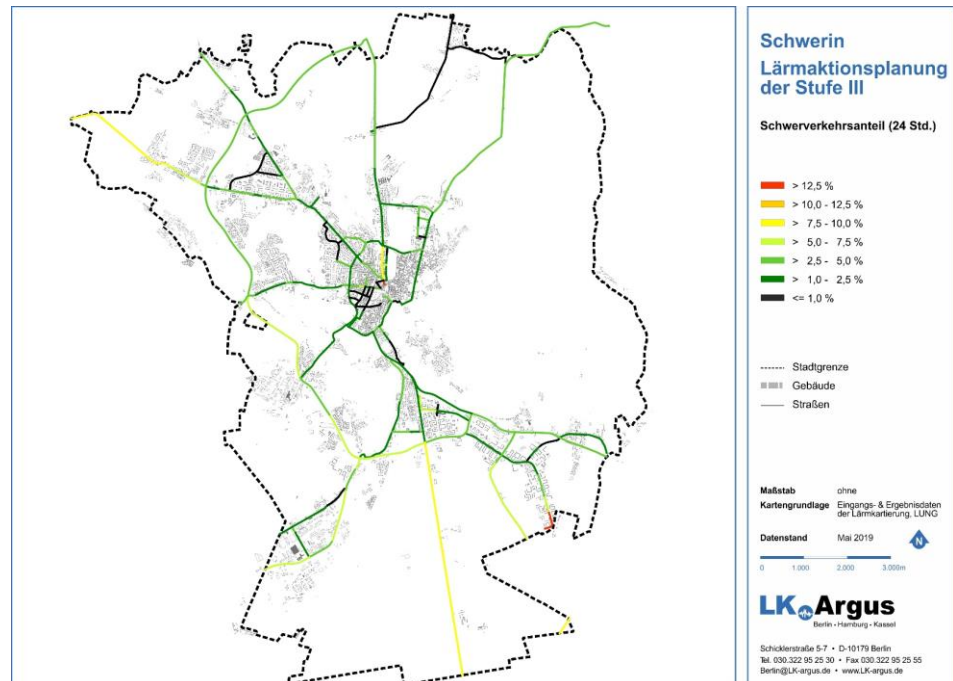 Schwerin
Lärmaktionsplanung
der Stufe III
Schwerverkehrsanteil (24 Std.)
> 12,5 %
> 10,0 - 12,5 %
> 7,5 - 10,0 %
> 5,0 - 7,5 %
> 2,5 - 5,0 %
> 1,0 - 2,5 %
<= 1,0 %
Stadtgrenze
Gebäude
Straßen
Maßstab ohne
Kartengrundlage Eingangs- & Ergebnisdaten
der Lärmkartierung, LUNG
Datenstand Mai 2019
N
0 1.000 2.000 3.000m
LK Argus
Berlin • Hamburg • Kassel
Schicklerstraße 5-7 • D-10179 Berlin
Tel. 030.322 95 25 30 • Fax 030.322 95 25 55
Berlin@LK-argus.de • www.LK-argus.de